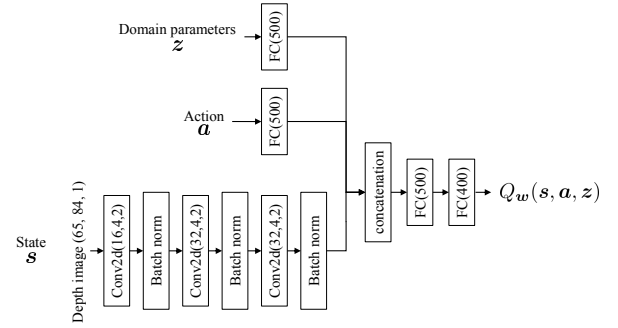 Domain parameters
z
FC(500)
Action
a
FC(500)
State
s
Depth image (65, 84, 1)
Conv2d(16,4,2)
Batch norm
Conv2d(32,4,2)
Batch norm
Conv2d(32,4,2)
Batch norm
concatenation
FC(500)
FC(400)
Q_w(s, a, z)